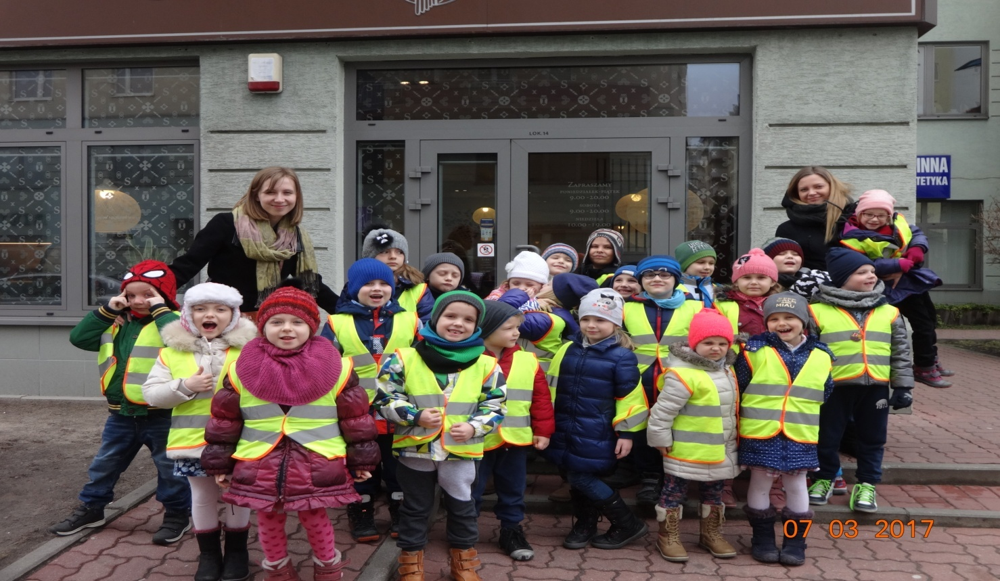 LOK.14
INNA
TETYKA
ZAPRASZAMY
PONIEDZIAŁEK-PIĄTEK
9.00-20.00
SOBOTA
9.00-20.00
NIEDZIELA
10.00-19.00
MIAU
1973
07 03 2017